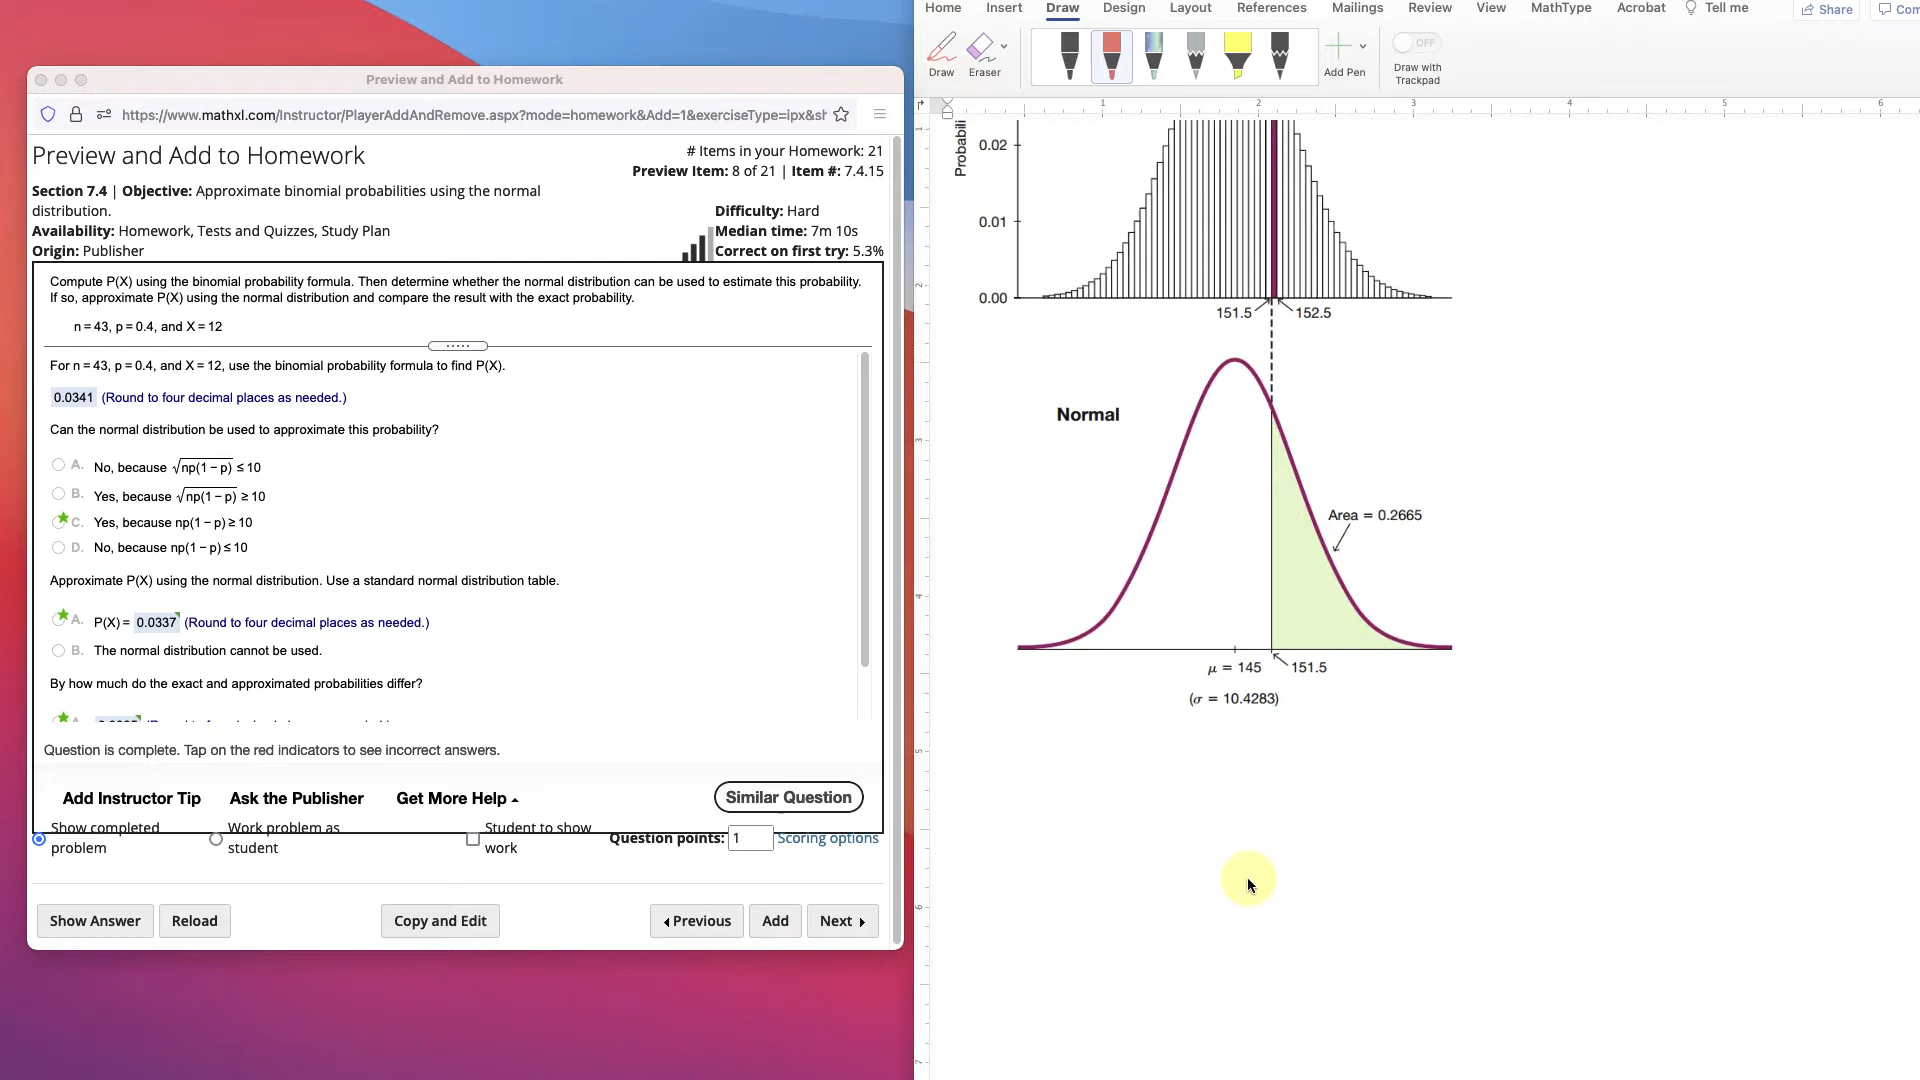 Preview and Add to Homework
https://www.mathxl.com/Instructor/PlayerAddAndRemove.aspx?mode=homework&Add=1&exerciseType=ipx&sh
Preview and Add to Homework
# Items in your Homework: 21
Preview Item: 8 of 21 | Item #: 7.4.15
Section 7.4 | Objective: Approximate binomial probabilities using the normal
distribution.
Availability: Homework, Tests and Quizzes, Study Plan
Origin: Publisher
Difficulty: Hard
Median time: 7m 10s
Correct on first try: 5.3%
Compute P(X) using the binomial probability formula. Then determine whether the normal distribution can be used to estimate this probability.
If so, approximate P(X) using the normal distribution and compare the result with the exact probability.
n = 43, p = 0.4, and X = 12
For n = 43, p = 0.4, and X = 12, use the binomial probability formula to find P(X).
0.0341 (Round to four decimal places as needed.)
Can the normal distribution be used to approximate this probability?
A. No, because √np(1 − p) ≤ 10
B. Yes, because √np(1 − p) ≥ 10
C. Yes, because np(1 − p) ≥ 10
D. No, because np(1 − p) ≤ 10
Approximate P(X) using the normal distribution. Use a standard normal distribution table.
A. P(X) = 0.0337 (Round to four decimal places as needed.)
B. The normal distribution cannot be used.
By how much do the exact and approximated probabilities differ?
Question is complete. Tap on the red indicators to see incorrect answers.
Add Instructor Tip Ask the Publisher Get More Help Similar Question
Show completed problem
Work problem as student
Student to show work
Question points: 1 Scoring options
Show Answer Reload Copy and Edit Previous Add Next
Home Insert Draw Design Layout References Mailings Review View MathType Acrobat Tell me Share Com
Draw Eraser Add Pen OFF Draw with Trackpad
1 2 3 4 5 6
1
2
3
4
5
6
7
Probabili
0.02
0.01
0.00
151.5 152.5
Normal
Area = 0.2665
μ = 145 151.5
(σ = 10.4283)